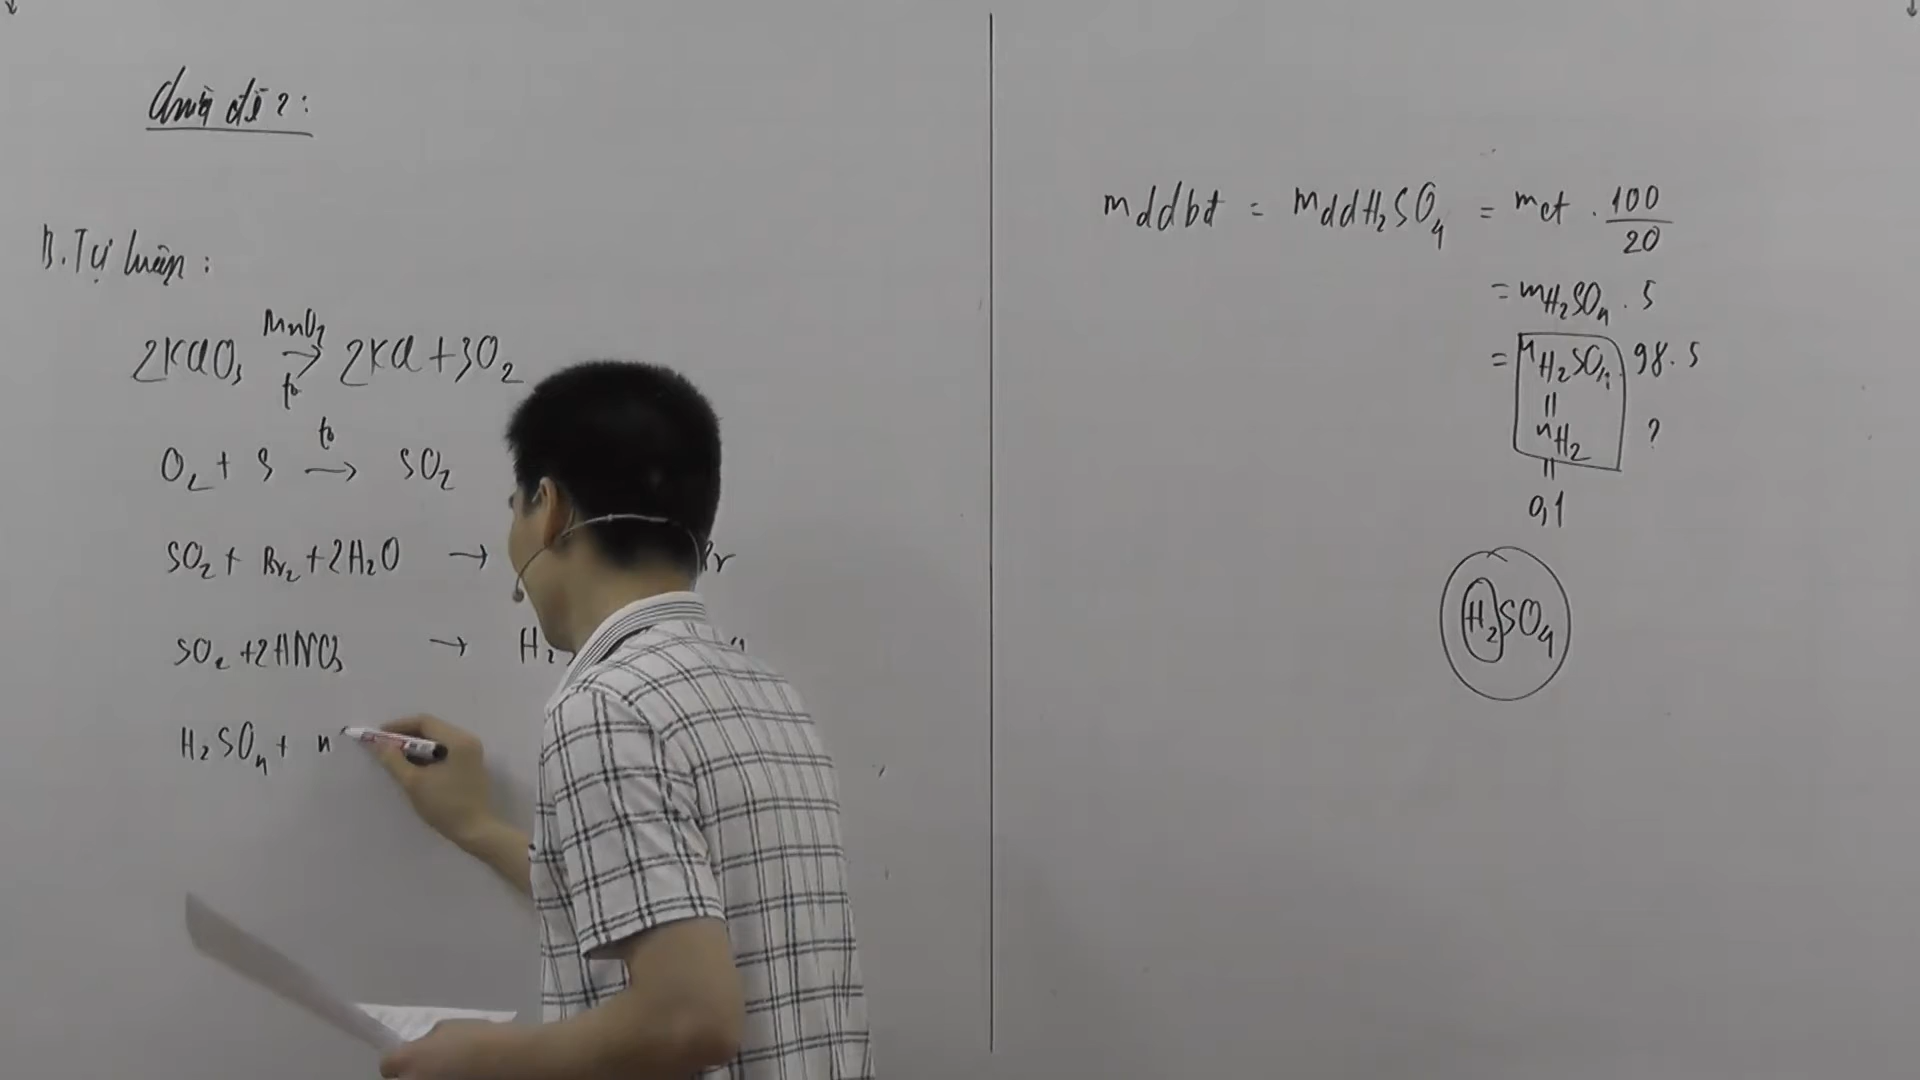 Chữa đề 2:
B. Tự luận:
2KClO₃ →(MnO₂, t°) 2KCl + 3O₂
O₂ + S →(t°) SO₂
SO₂ + Br₂ + 2H₂O → Br
SO₂ + 2HNO₃ → H₂
H₂SO₄ + n
mddbđ = mddH₂SO₄ = mct . 100/20
= mH₂SO₄ . 5
= nH₂SO₄ . 98 . 5
||
nH₂ ?
||
0,1
H₂SO₄